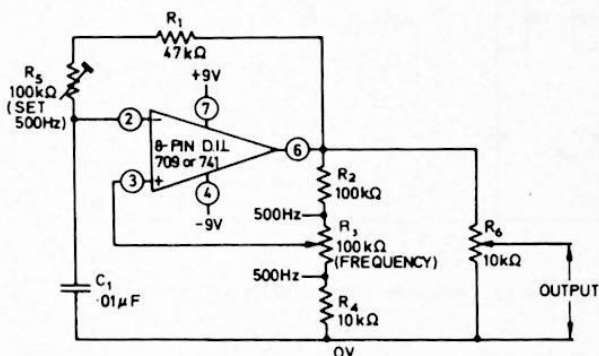 R1
47kΩ
R5
100kΩ
(SET
500Hz)
+9V
7
2
-
8-PIN D.I.L
709 or 741
6
3
+
4
-9V
R2
100kΩ
500Hz
R3
100kΩ
(FREQUENCY)
500Hz
R4
10kΩ
R6
10kΩ
OUTPUT
C1
.01µF
0V